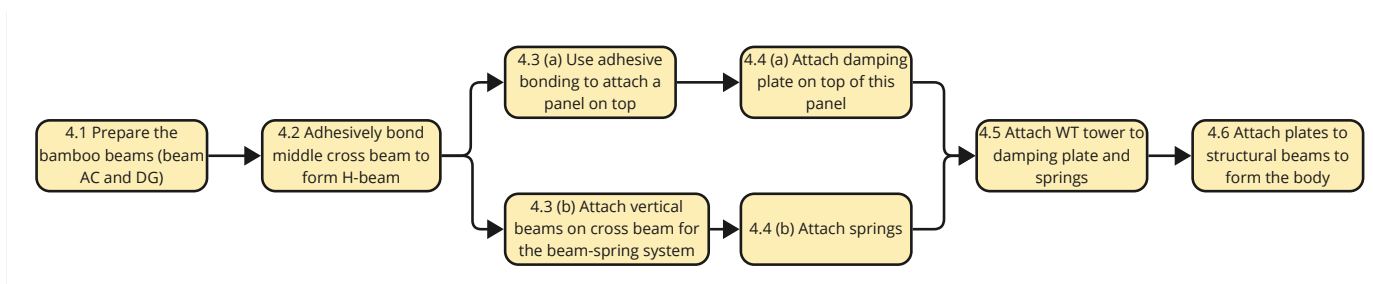 4.1 Prepare the
bamboo beams (beam
AC and DG)
4.2 Adhesively bond
middle cross beam to
form H-beam
4.3 (a) Use adhesive
bonding to attach a
panel on top
4.4 (a) Attach damping
plate on top of this
panel
4.3 (b) Attach vertical
beams on cross beam for
the beam-spring system
4.4 (b) Attach springs
4.5 Attach WT tower to
damping plate and
springs
4.6 Attach plates to
structural beams to
form the body